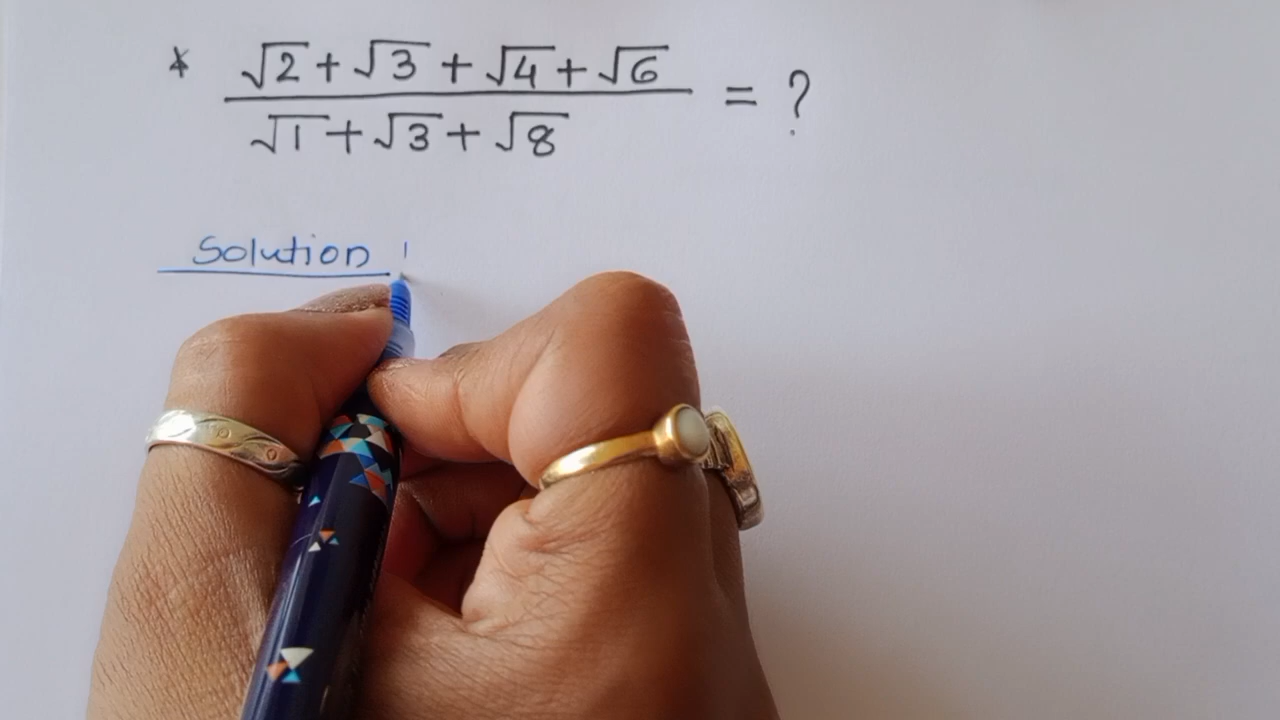 * (√2 + √3 + √4 + √6) / (√1 + √3 + √8) = ?
Solution